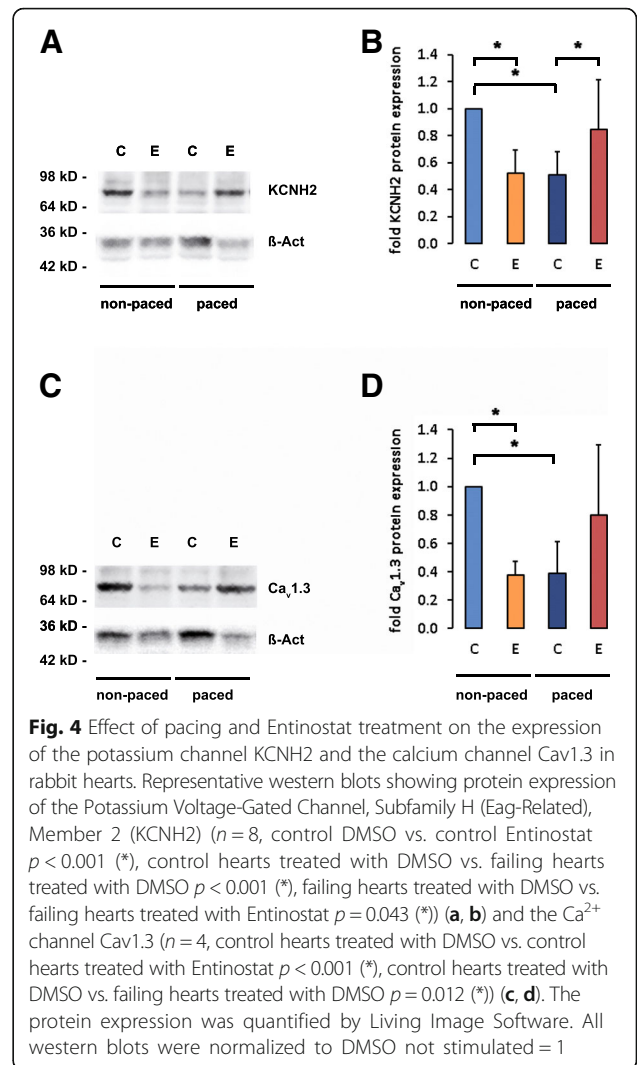 A
C E C E
98 kD -
KCNH2
64 kD -
36 kD -
ß-Act
42 kD -
non-paced paced
B
fold KCNH2 protein expression
1.4
1.2
1.0
0.8
0.6
0.4
0.2
0.0
* * *
C E C E
non-paced paced
C
C E C E
98 kD -
Cav1.3
64 kD -
36 kD -
ß-Act
42 kD -
non-paced paced
D
fold Cav1.3 protein expression
1.4
1.2
1.0
0.8
0.6
0.4
0.2
0.0
* *
C E C E
non-paced paced
Fig. 4 Effect of pacing and Entinostat treatment on the expression
of the potassium channel KCNH2 and the calcium channel Cav1.3 in
rabbit hearts. Representative western blots showing protein expression
of the Potassium Voltage-Gated Channel, Subfamily H (Eag-Related),
Member 2 (KCNH2) (n = 8, control DMSO vs. control Entinostat
p < 0.001 (*), control hearts treated with DMSO vs. failing hearts
treated with DMSO p < 0.001 (*), failing hearts treated with DMSO vs.
failing hearts treated with Entinostat p = 0.043 (*)) (a, b) and the Ca2+
channel Cav1.3 (n = 4, control hearts treated with DMSO vs. control
hearts treated with Entinostat p < 0.001 (*), control hearts treated with
DMSO vs. failing hearts treated with DMSO p = 0.012 (*)) (c, d). The
protein expression was quantified by Living Image Software. All
western blots were normalized to DMSO not stimulated = 1